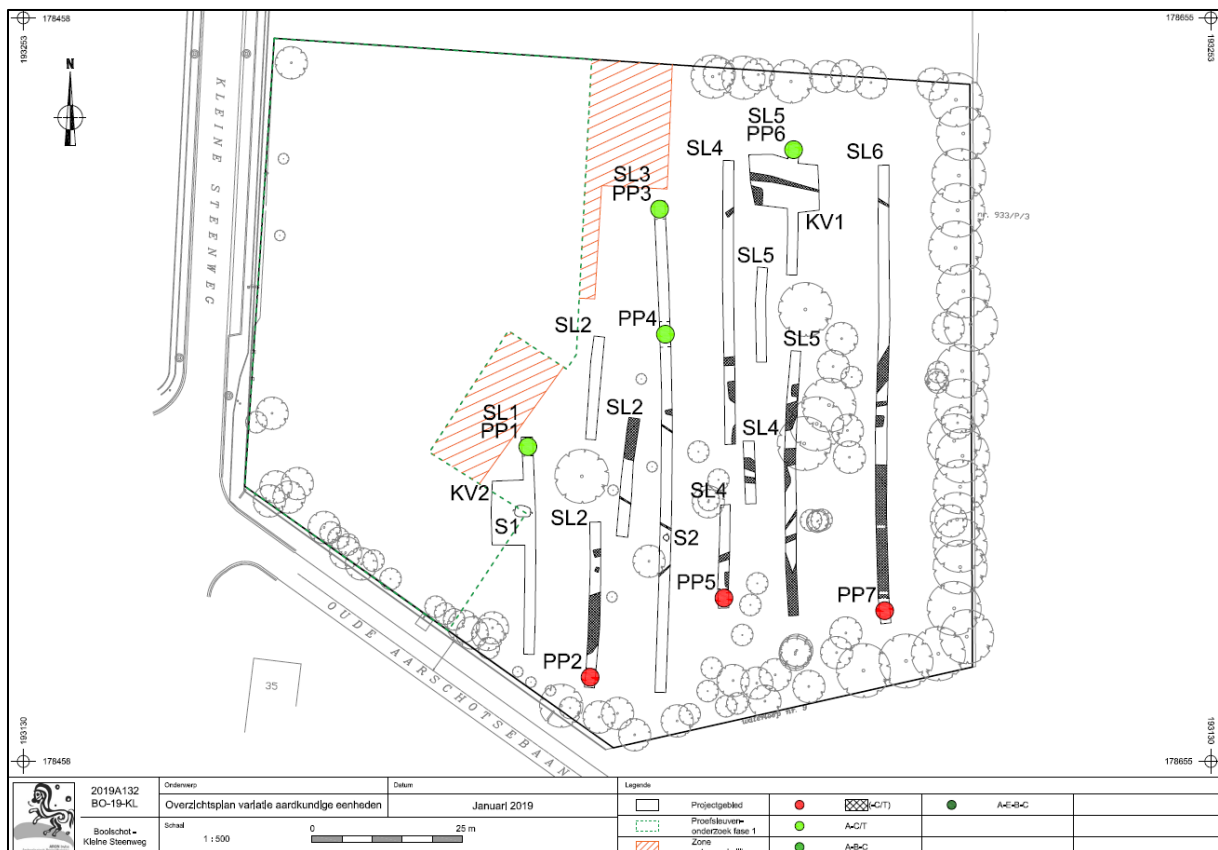 178458
178655
193253
193253
N
KLEINE STEENWEG
SL5
PP6
SL4
SL6
SL3
PP3
KV1
nr. 933/P/3
SL5
PP4
SL2
SL5
SL2
SL1
PP1
SL4
KV2
SL4
S1
SL2
S2
PP5
PP7
PP2
OUDE AARSCHOTSEBAAN
35
193130
193130
178458
178655
2019A132
BO-19-KL
Boolschot -
Kleine Steenweg
Onderwerp
Overzichtsplan variatie aardkundige eenheden
Datum
Januari 2019
Schaal
1 : 500
0
25 m
Legende
Projectgebied
Proefsleuven-
onderzoek fase 1
Zone
(-C/T)
A-C/T
A-B-C
A-E-B-C